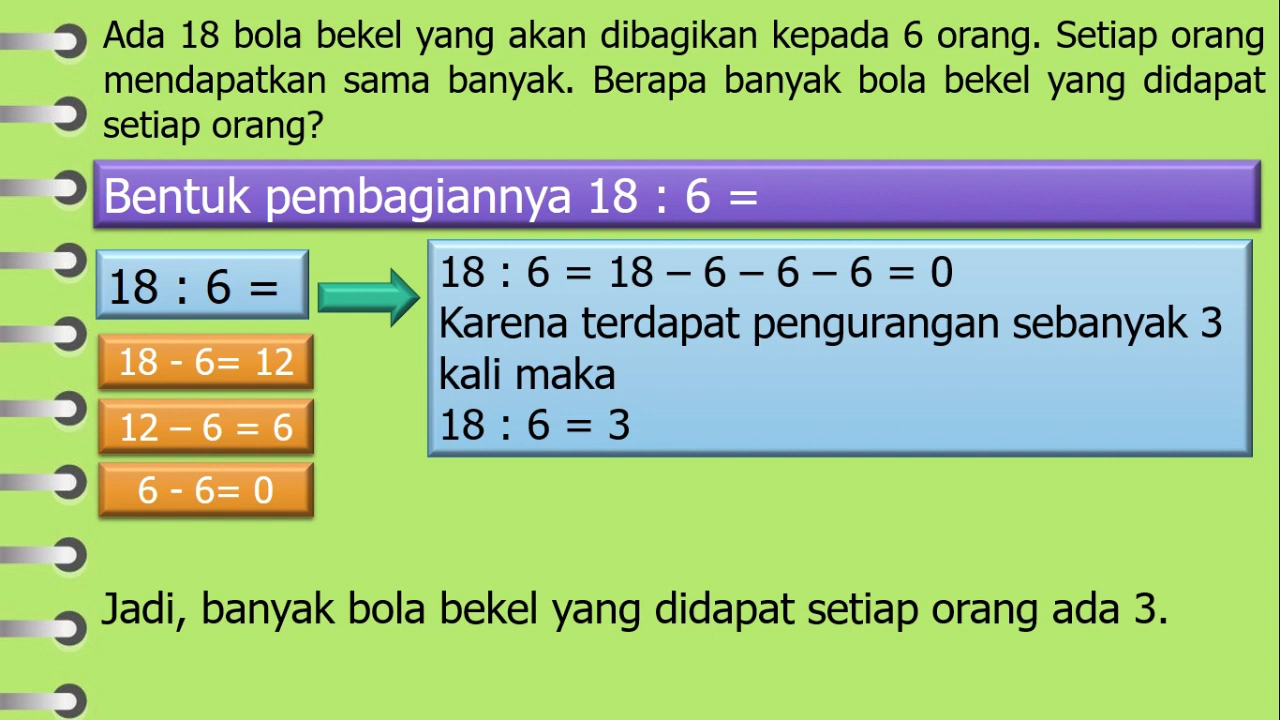 Ada 18 bola bekel yang akan dibagikan kepada 6 orang. Setiap orang
mendapatkan sama banyak. Berapa banyak bola bekel yang didapat
setiap orang?
Bentuk pembagiannya 18 : 6 =
18 : 6 =
18 - 6= 12
12 – 6 = 6
6 - 6= 0
18 : 6 = 18 – 6 – 6 – 6 = 0
Karena terdapat pengurangan sebanyak 3
kali maka
18 : 6 = 3
Jadi, banyak bola bekel yang didapat setiap orang ada 3.